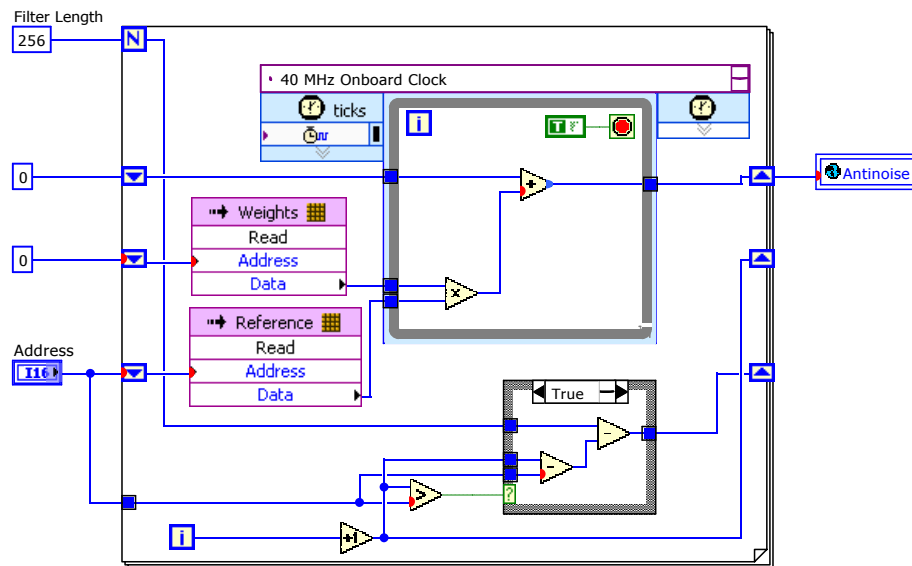 Filter Length
256
N
40 MHz Onboard Clock
ticks
i
T
0
+
Antinoise
Weights
Read
0
Address
Data
x
Reference
Read
Address
Address
I16
Data
True
-
-
>
?
i
+1